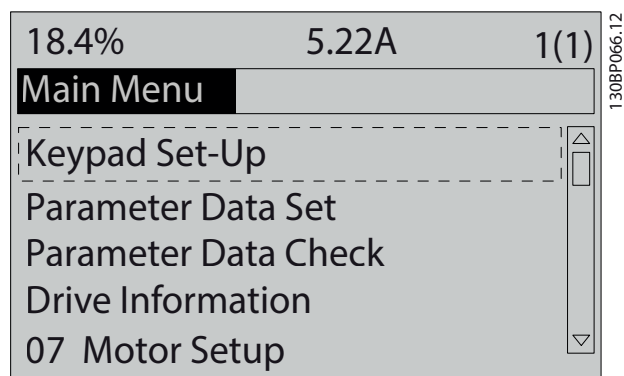 18.4% 5.22A 1(1)
Main Menu
Keypad Set-Up
Parameter Data Set
Parameter Data Check
Drive Information
07 Motor Setup
130BP066.12